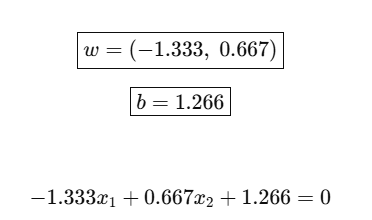 w = (−1.333, 0.667)
b = 1.266
−1.333x₁ + 0.667x₂ + 1.266 = 0